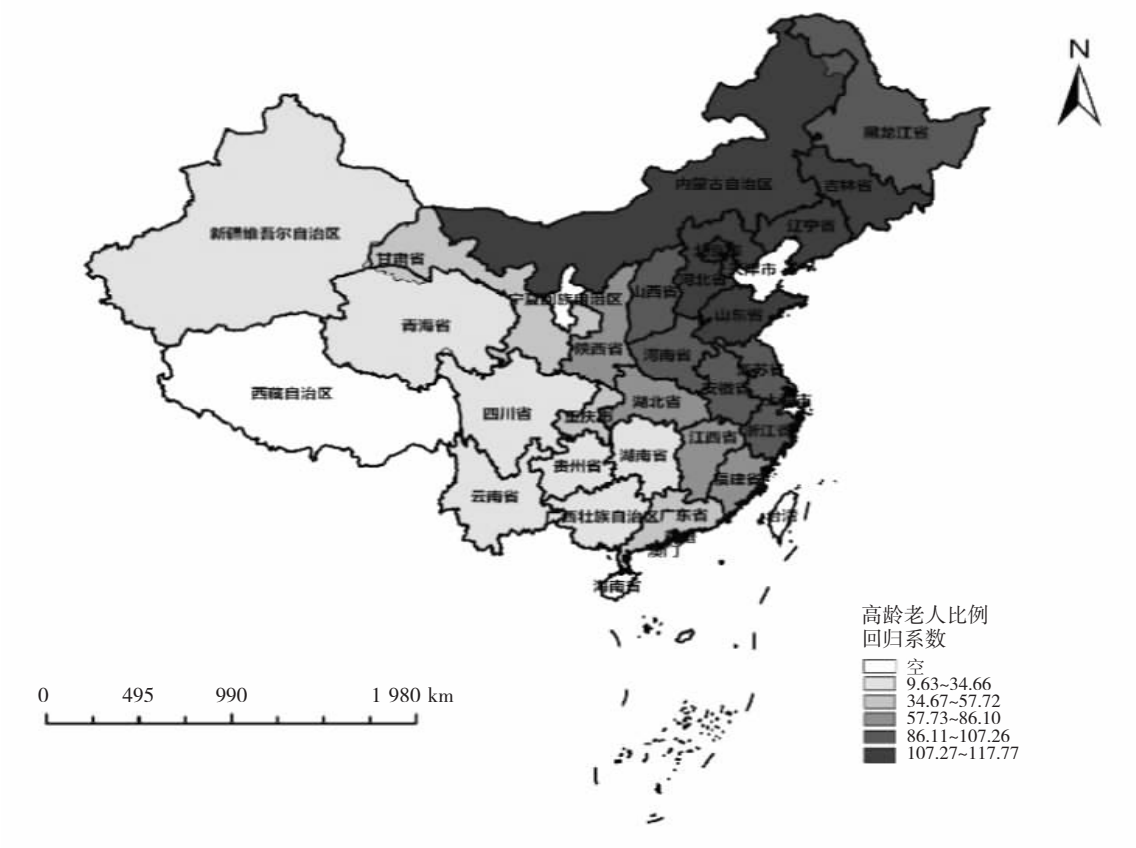 N
黑龙江省
内蒙古自治区
吉林省
辽宁省
新疆维吾尔自治区
甘肃省
北京市
天津市
河北省
山西省
宁夏回族自治区
山东省
青海省
陕西省
河南省
江苏省
安徽省
西藏自治区
四川省
重庆市
湖北省
浙江省
江西省
湖南省
贵州省
福建省
云南省
西壮族自治区
广东省
台湾
澳门
海南省
高龄老人比例
回归系数
空
9.63~34.66
34.67~57.72
57.73~86.10
86.11~107.26
107.27~117.77
0 495 990 1 980 km